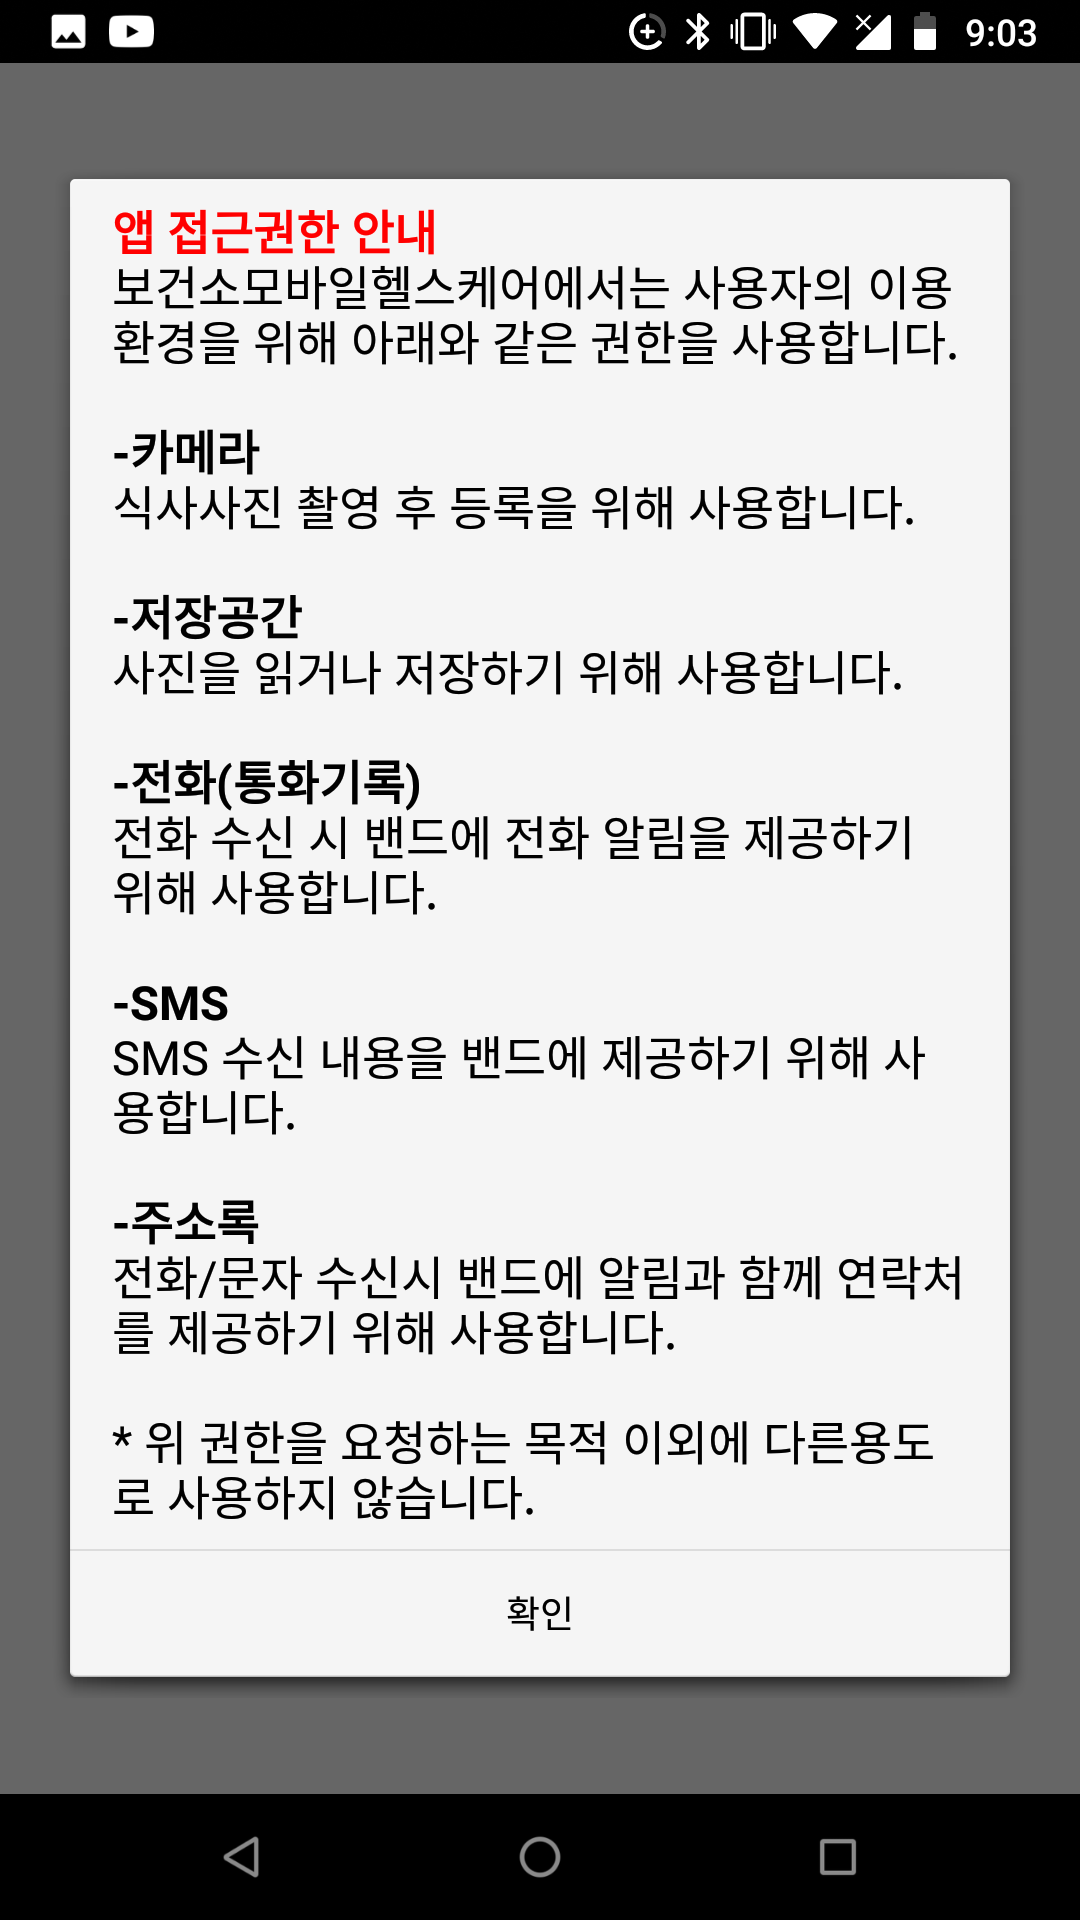 9:03
앱 접근권한 안내
보건소모바일헬스케어에서는 사용자의 이용
환경을 위해 아래와 같은 권한을 사용합니다.
-카메라
식사사진 촬영 후 등록을 위해 사용합니다.
-저장공간
사진을 읽거나 저장하기 위해 사용합니다.
-전화(통화기록)
전화 수신 시 밴드에 전화 알림을 제공하기
위해 사용합니다.
-SMS
SMS 수신 내용을 밴드에 제공하기 위해 사
용합니다.
-주소록
전화/문자 수신시 밴드에 알림과 함께 연락처
를 제공하기 위해 사용합니다.
* 위 권한을 요청하는 목적 이외에 다른용도
로 사용하지 않습니다.
확인